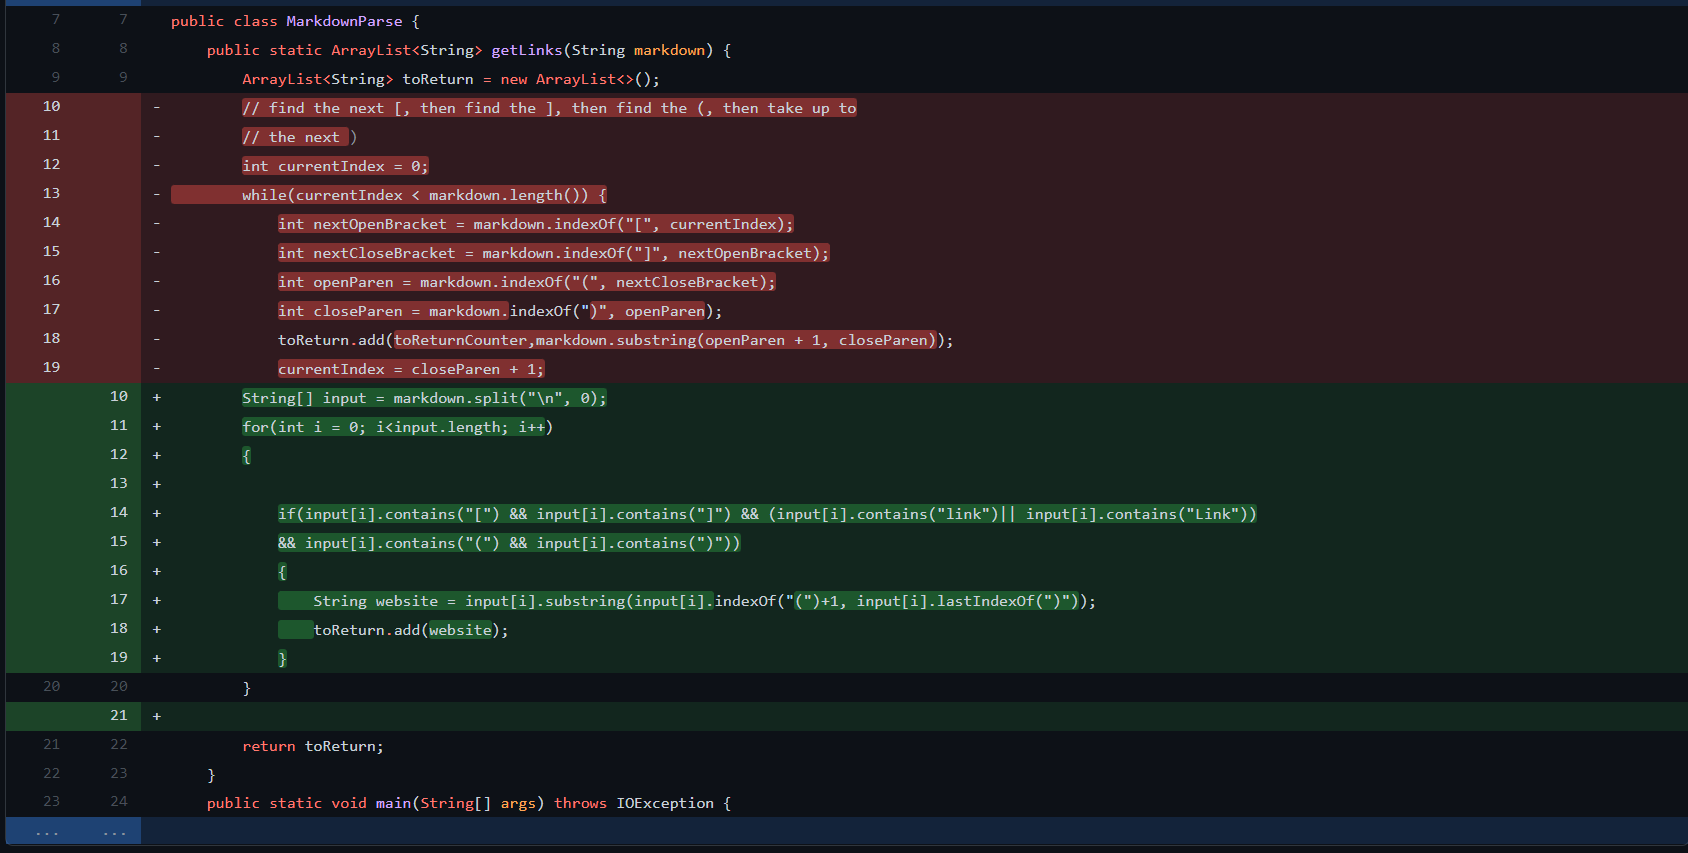 7 7 public class MarkdownParse {
8 8 public static ArrayList<String> getLinks(String markdown) {
9 9 ArrayList<String> toReturn = new ArrayList<>();
10 - // find the next [, then find the ], then find the (, then take up to
11 - // the next )
12 - int currentIndex = 0;
13 - while(currentIndex < markdown.length()) {
14 - int nextOpenBracket = markdown.indexOf("[", currentIndex);
15 - int nextCloseBracket = markdown.indexOf("]", nextOpenBracket);
16 - int openParen = markdown.indexOf("(", nextCloseBracket);
17 - int closeParen = markdown.indexOf(")", openParen);
18 - toReturn.add(toReturnCounter,markdown.substring(openParen + 1, closeParen));
19 - currentIndex = closeParen + 1;
10 + String[] input = markdown.split("\n", 0);
11 + for(int i = 0; i<input.length; i++)
12 + {
13 +
14 + if(input[i].contains("[") && input[i].contains("]") && (input[i].contains("link")|| input[i].contains("Link"))
15 + && input[i].contains("(") && input[i].contains(")"))
16 + {
17 + String website = input[i].substring(input[i].indexOf("(")+1, input[i].lastIndexOf(")"));
18 + toReturn.add(website);
19 + }
20 20 }
21 +
21 22 return toReturn;
22 23 }
23 24 public static void main(String[] args) throws IOException {
... ...